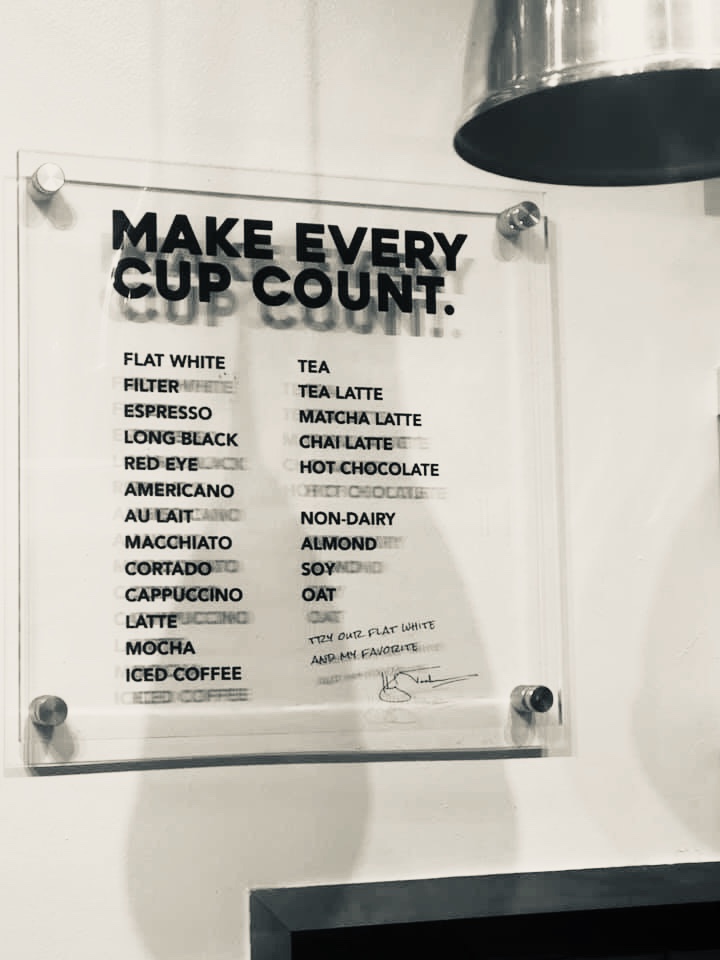 MAKE EVERY
CUP COUNT.
FLAT WHITE
FILTER
ESPRESSO
LONG BLACK
RED EYE
AMERICANO
AU LAIT
MACCHIATO
CORTADO
CAPPUCCINO
LATTE
MOCHA
ICED COFFEE
TEA
TEA LATTE
MATCHA LATTE
CHAI LATTE
HOT CHOCOLATE
NON-DAIRY
ALMOND
SOY
OAT
TRY OUR FLAT WHITE
AND MY FAVORITE